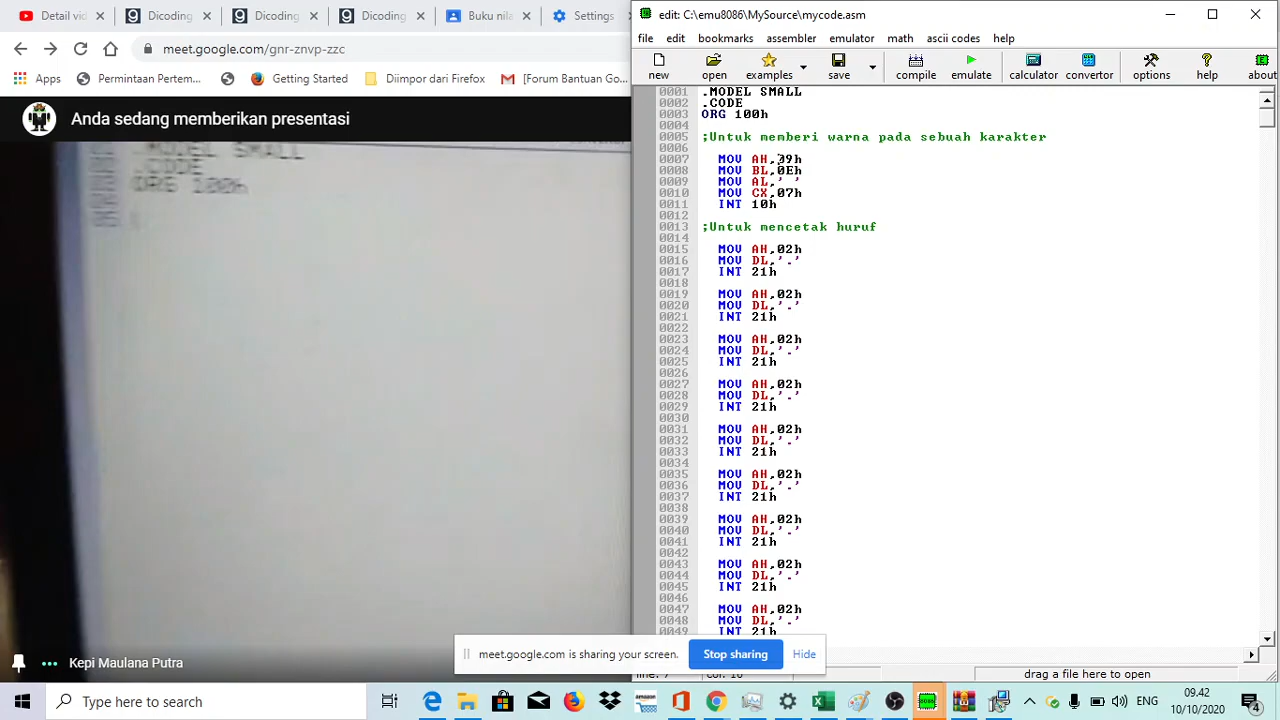 Detail vi
Dicoding
Dicoding
Dicoding
Buku nila
Settings
meet.google.com/gnr-znvp-zzc
Apps
Permintaan Pertem...
Getting Started
Diimpor dari Firefox
[Forum Bantuan Go
Anda sedang memberikan presentasi
.CODE
ORG 100h
Kepi Maulana Putra
edit: C:\emu8086\MySource\mycode.asm
file edit bookmarks assembler emulator math ascii codes help
new open examples save compile emulate calculator convertor options help about
0001 .MODEL SMALL
0002 .CODE
0003 ORG 100h
0004
0005 ;Untuk memberi warna pada sebuah karakter
0006
0007 MOV AH,09h
0008 MOV BL,0Eh
0009 MOV AL,' '
0010 MOV CX,07h
0011 INT 10h
0012
0013 ;Untuk mencetak huruf
0014
0015 MOV AH,02h
0016 MOV DL,'.'
0017 INT 21h
0018
0019 MOV AH,02h
0020 MOV DL,'.'
0021 INT 21h
0022
0023 MOV AH,02h
0024 MOV DL,'.'
0025 INT 21h
0026
0027 MOV AH,02h
0028 MOV DL,'.'
0029 INT 21h
0030
0031 MOV AH,02h
0032 MOV DL,'.'
0033 INT 21h
0034
0035 MOV AH,02h
0036 MOV DL,'.'
0037 INT 21h
0038
0039 MOV AH,02h
0040 MOV DL,'.'
0041 INT 21h
0042
0043 MOV AH,02h
0044 MOV DL,'.'
0045 INT 21h
0046
0047 MOV AH,02h
0048 MOV DL,'.'
0049 INT 21h
meet.google.com is sharing your screen.
Stop sharing
Hide
line: 7 col: 16
drag a file here to open
Type here to search
ENG
09.42
10/10/2020
4